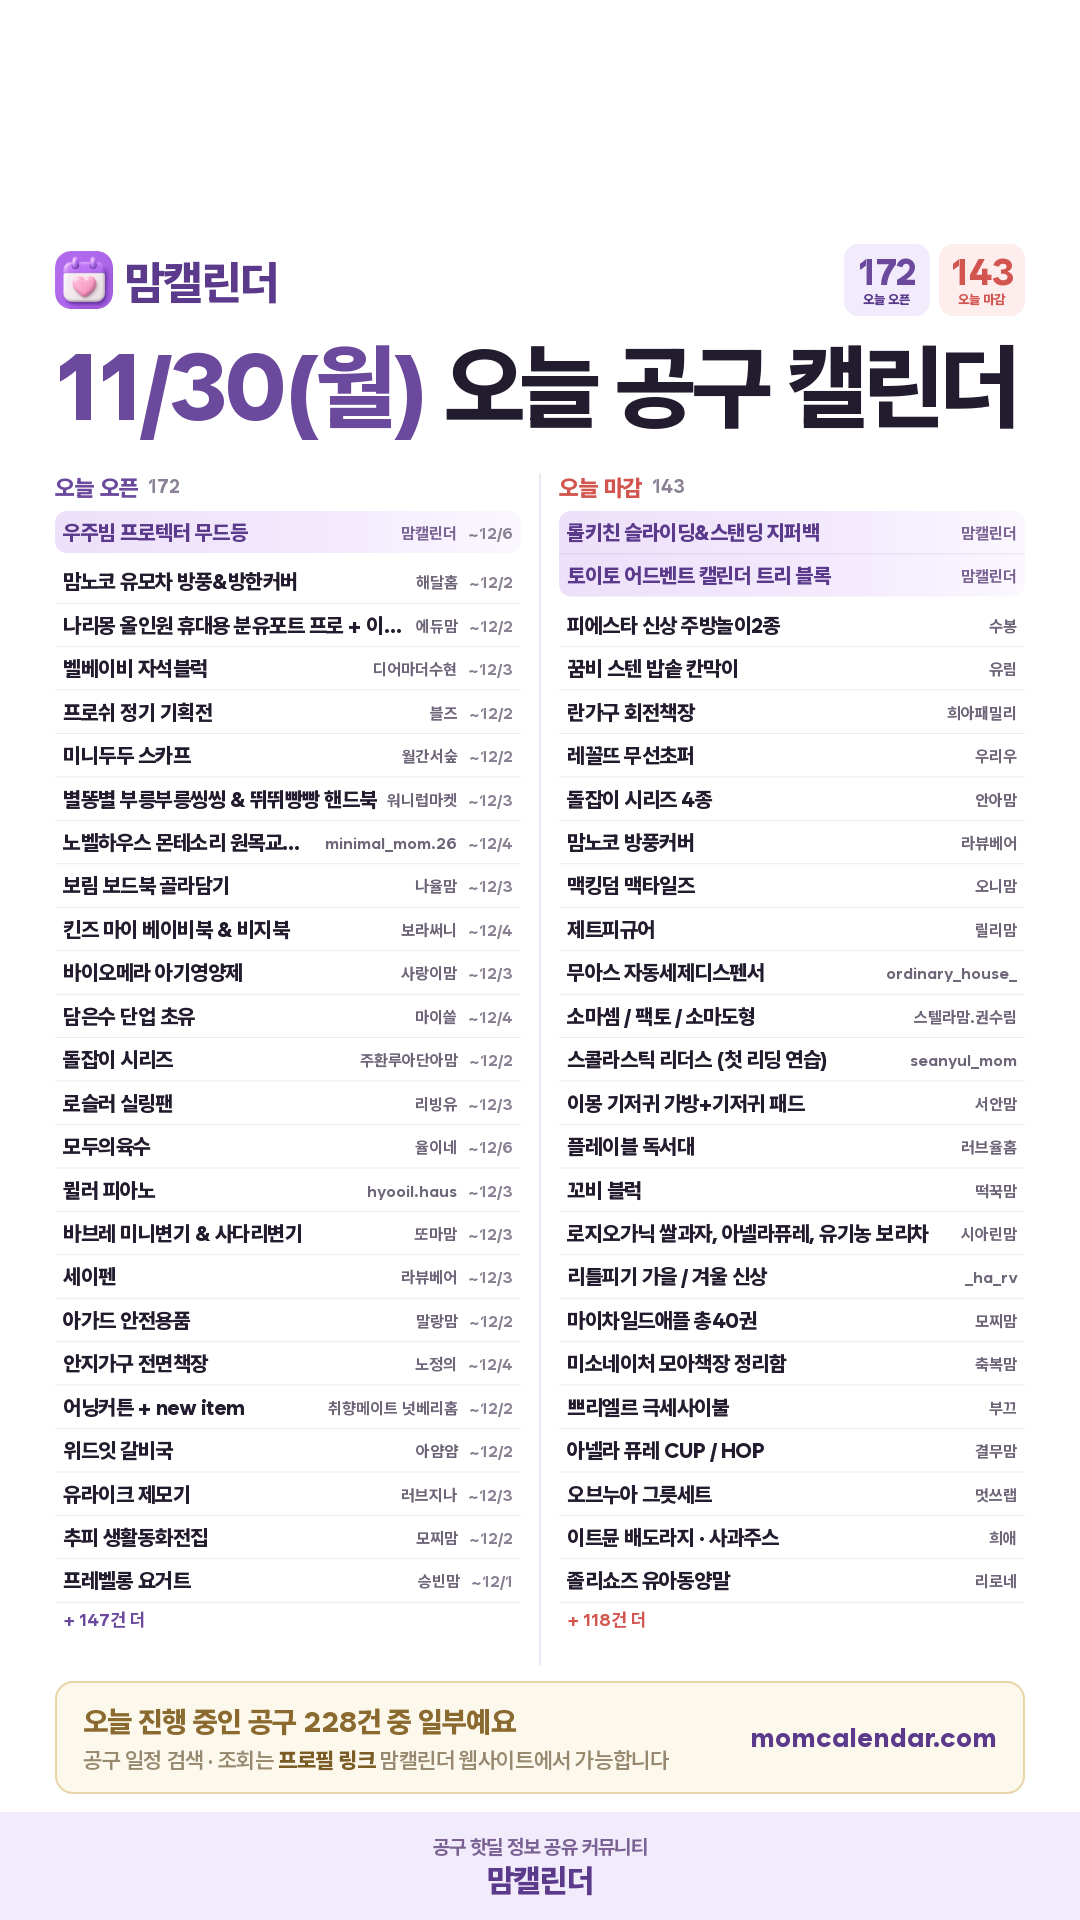 맘캘린더
172
오늘 오픈
143
오늘 마감
11/30(월) 오늘 공구 캘린더
오늘 오픈 172
우주빔 프로텍터 무드등 맘캘린더 ~12/6
맘노코 유모차 방풍&방한커버 해달홈 ~12/2
나리몽 올인원 휴대용 분유포트 프로 + 이... 에듀맘 ~12/2
벨베이비 자석블럭 디어마더수현 ~12/3
프로쉬 정기 기획전 블즈 ~12/2
미니두두 스카프 월간서숲 ~12/2
별똥별 부릉부릉씽씽 & 뛰뛰빵빵 핸드북 워니럽마켓 ~12/3
노벨하우스 몬테소리 원목교... minimal_mom.26 ~12/4
보림 보드북 골라담기 나율맘 ~12/3
킨즈 마이 베이비북 & 비지북 보라써니 ~12/4
바이오메라 아기영양제 사랑이맘 ~12/3
담은수 단업 초유 마이쏠 ~12/4
돌잡이 시리즈 주환루아단아맘 ~12/2
로슬러 실링팬 리빙유 ~12/3
모두의육수 율이네 ~12/6
뮐러 피아노 hyooil.haus ~12/3
바브레 미니변기 & 사다리변기 또마맘 ~12/3
세이펜 라뷰베어 ~12/3
아가드 안전용품 말랑맘 ~12/2
안지가구 전면책장 노정의 ~12/4
어닝커튼 + new item 취향메이트 넛베리홈 ~12/2
위드잇 갈비국 아얌얌 ~12/2
유라이크 제모기 러브지나 ~12/3
추피 생활동화전집 모찌맘 ~12/2
프레벨롱 요거트 승빈맘 ~12/1
+ 147건 더
오늘 마감 143
롤키친 슬라이딩&스탠딩 지퍼백 맘캘린더
토이토 어드벤트 캘린더 트리 블록 맘캘린더
피에스타 신상 주방놀이2종 수봉
꿈비 스텐 밥솥 칸막이 유림
란가구 회전책장 희아패밀리
레꼴뜨 무선초퍼 우리우
돌잡이 시리즈 4종 안아맘
맘노코 방풍커버 라뷰베어
맥킹덤 맥타일즈 오니맘
제트피규어 릴리맘
무아스 자동세제디스펜서 ordinary_house_
소마셈 / 팩토 / 소마도형 스텔라맘.권수림
스콜라스틱 리더스 (첫 리딩 연습) seanyul_mom
이몽 기저귀 가방+기저귀 패드 서안맘
플레이블 독서대 러브율홈
꼬비 블럭 떡꾹맘
로지오가닉 쌀과자, 아넬라퓨레, 유기농 보리차 시아린맘
리틀피기 가을 / 겨울 신상 _ha_rv
마이차일드애플 총40권 모찌맘
미소네이처 모아책장 정리함 축복맘
쁘리엘르 극세사이불 부끄
아넬라 퓨레 CUP / HOP 결무맘
오브누아 그릇세트 멋쓰랩
이트문 배도라지 · 사과주스 희애
졸리쇼즈 유아동양말 리로네
+ 118건 더
오늘 진행 중인 공구 228건 중 일부예요
공구 일정 검색 · 조회는 프로필 링크 맘캘린더 웹사이트에서 가능합니다
momcalendar.com
공구 핫딜 정보 공유 커뮤니티
맘캘린더